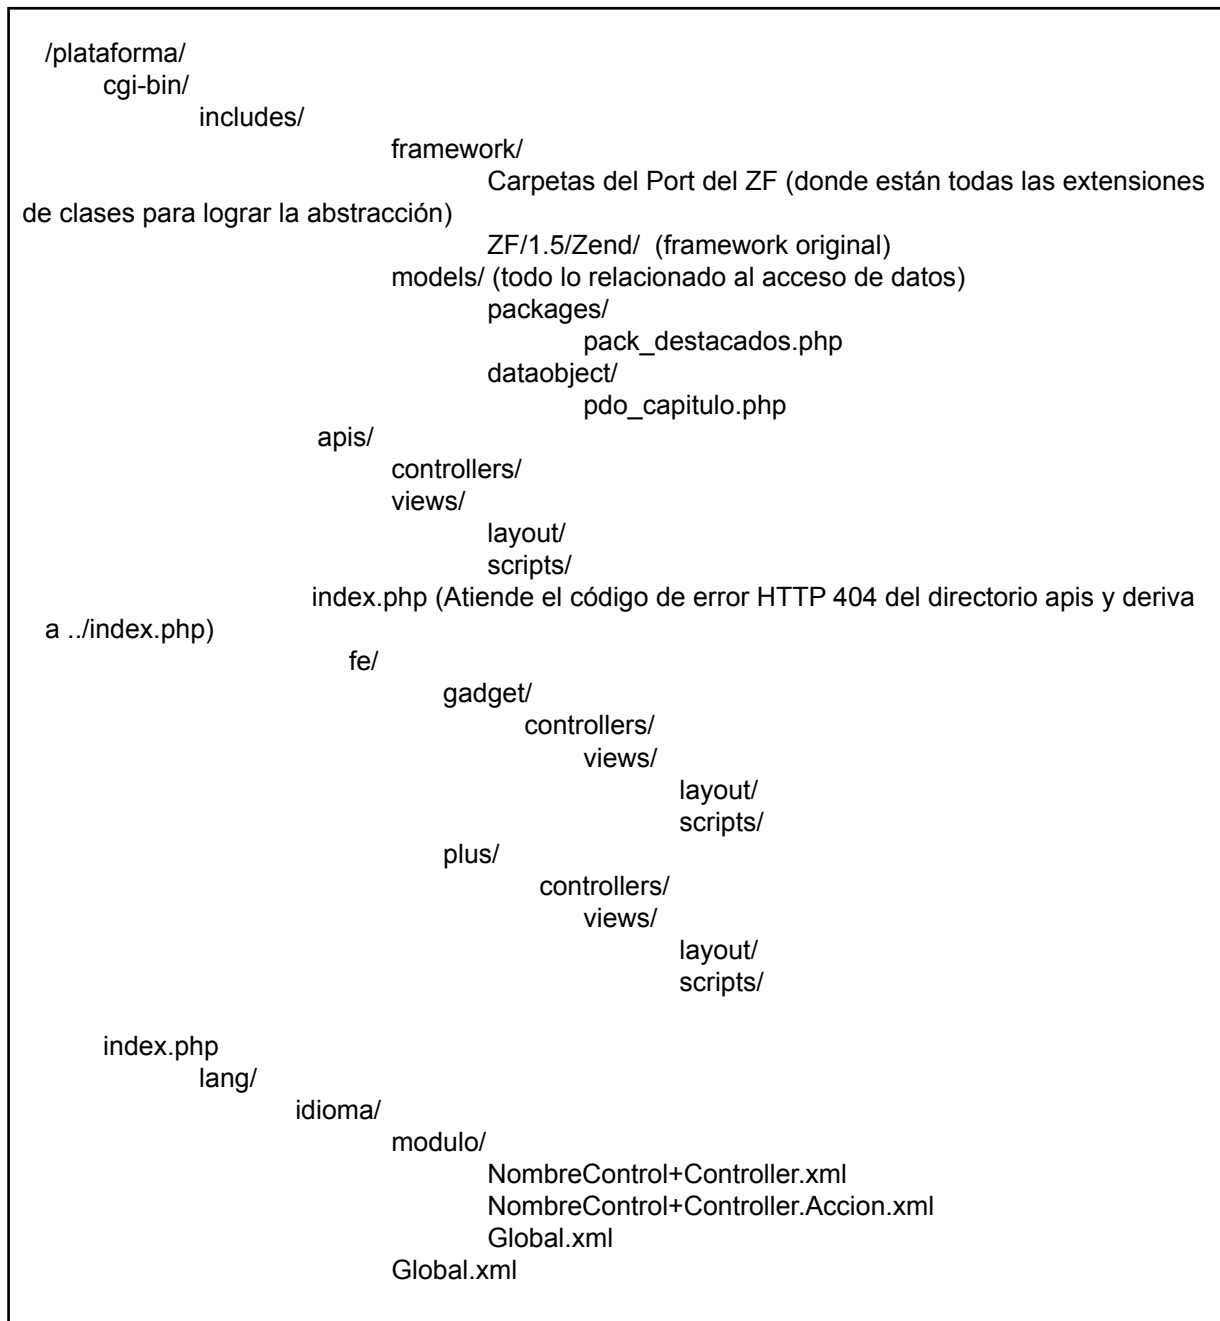 /plataforma/
cgi-bin/
includes/
framework/
Carpetas del Port del ZF (donde están todas las extensiones
de clases para lograr la abstracción)
ZF/1.5/Zend/  (framework original)
models/ (todo lo relacionado al acceso de datos)
packages/
pack_destacados.php
dataobject/
pdo_capitulo.php
apis/
controllers/
views/
layout/
scripts/
index.php (Atiende el código de error HTTP 404 del directorio apis y deriva
a ../index.php)
fe/
gadget/
controllers/
views/
layout/
scripts/
plus/
controllers/
views/
layout/
scripts/
index.php
lang/
idioma/
modulo/
NombreControl+Controller.xml
NombreControl+Controller.Accion.xml
Global.xml
Global.xml